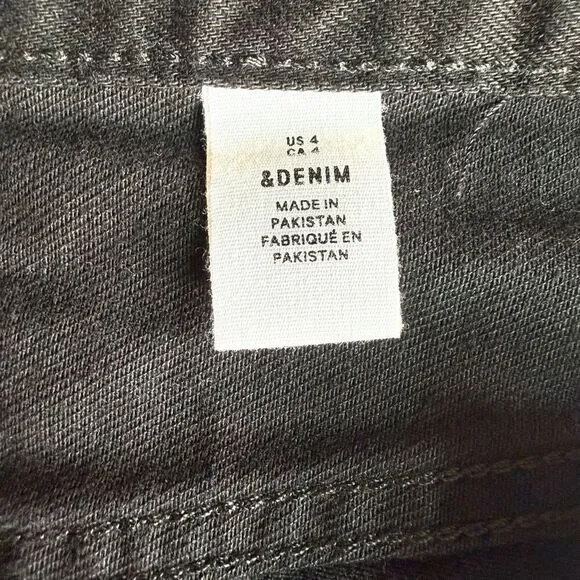 US 4
CA 4
&DENIM
MADE IN
PAKISTAN
FABRIQUÉ EN
PAKISTAN